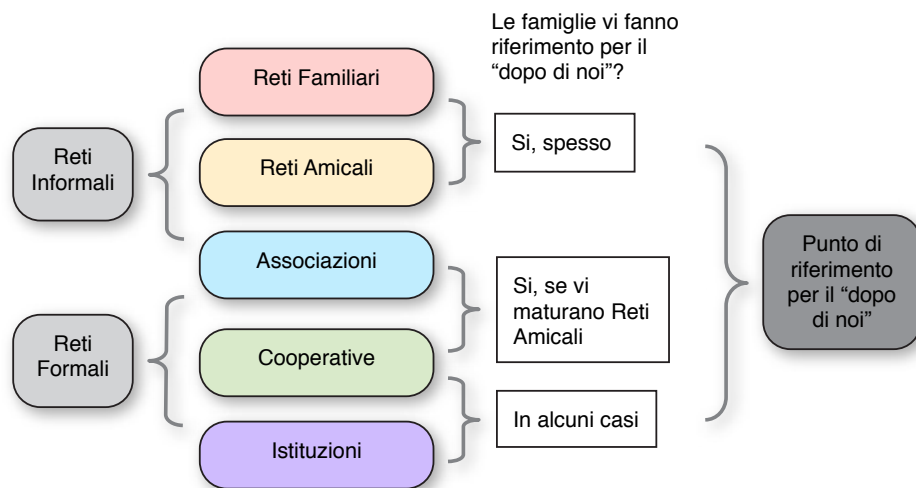 Le famiglie vi fanno
riferimento per il
“dopo di noi”?
Reti
Informali
Reti
Formali
Reti Familiari
Reti Amicali
Associazioni
Cooperative
Istituzioni
Si, spesso
Si, se vi
maturano Reti
Amicali
In alcuni casi
Punto di
riferimento
per il “dopo
di noi”